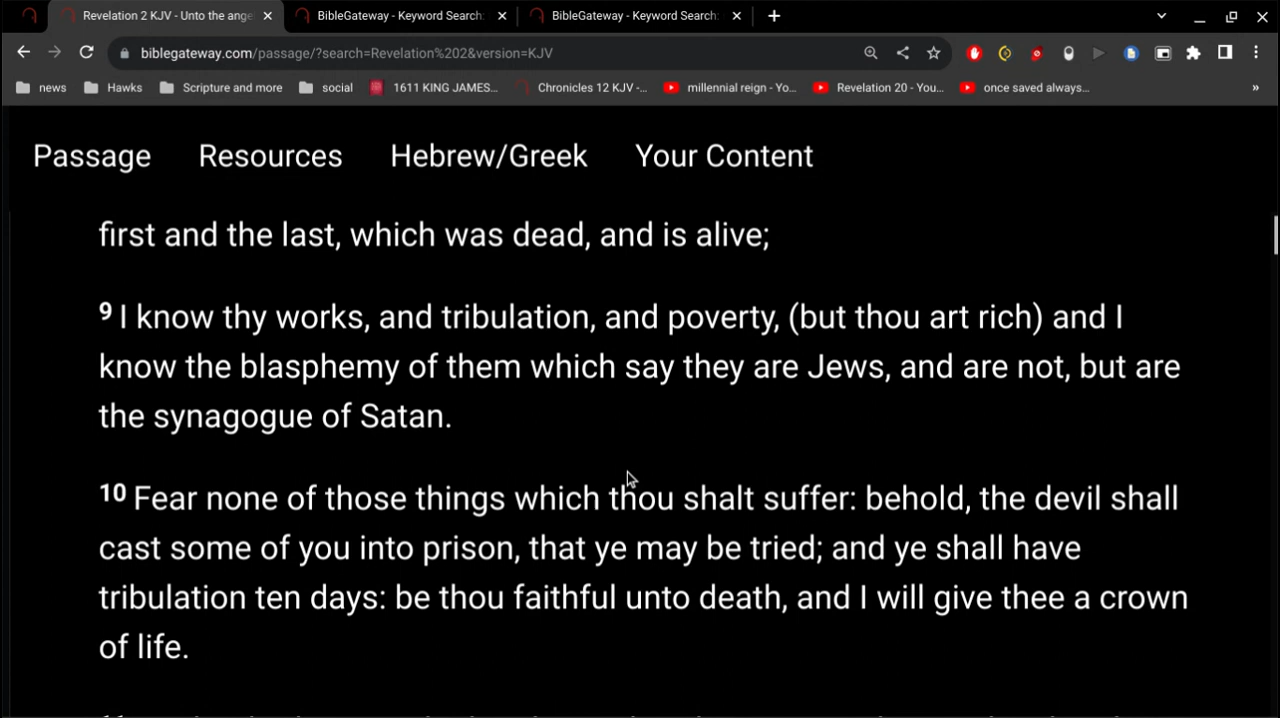 Revelation 2 KJV - Unto the ange
BibleGateway - Keyword Search:
BibleGateway - Keyword Search:
biblegateway.com/passage/?search=Revelation%202&version=KJV
news
Hawks
Scripture and more
social
1611 KING JAMES...
Chronicles 12 KJV -...
millennial reign - Yo...
Revelation 20 - You...
once saved always...
Passage Resources Hebrew/Greek Your Content
first and the last, which was dead, and is alive;
9 I know thy works, and tribulation, and poverty, (but thou art rich) and I
know the blasphemy of them which say they are Jews, and are not, but are
the synagogue of Satan.
10 Fear none of those things which thou shalt suffer: behold, the devil shall
cast some of you into prison, that ye may be tried; and ye shall have
tribulation ten days: be thou faithful unto death, and I will give thee a crown
of life.